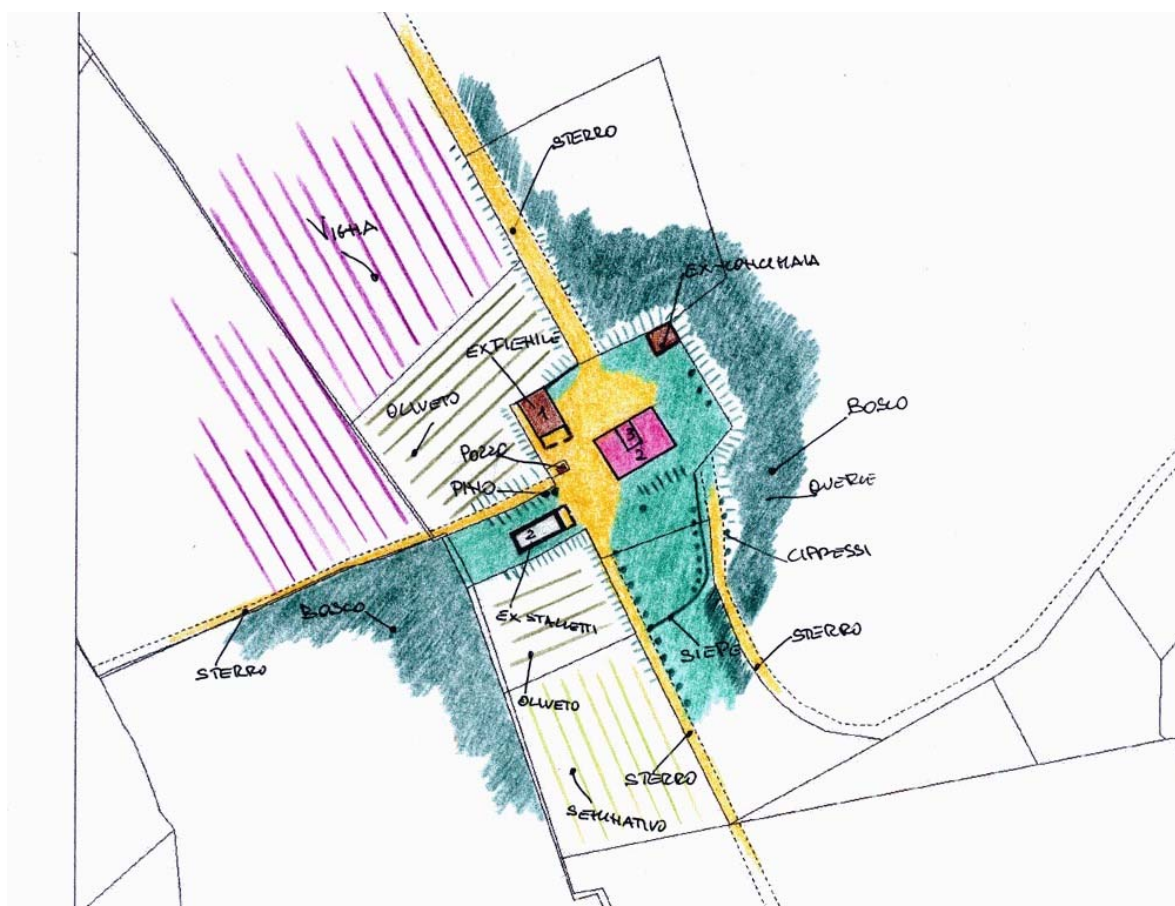 STERRO
VIGNA
EX-CONCIMAIA
EX FIENILE
1
OLIVETO
3
2
BOSCO
POZZO
PINO
QUERCE
2
CIPRESSI
BOSCO
EX STALLETTI
STERRO
SIEPE
STERRO
OLIVETO
STERRO
SEMINATIVO